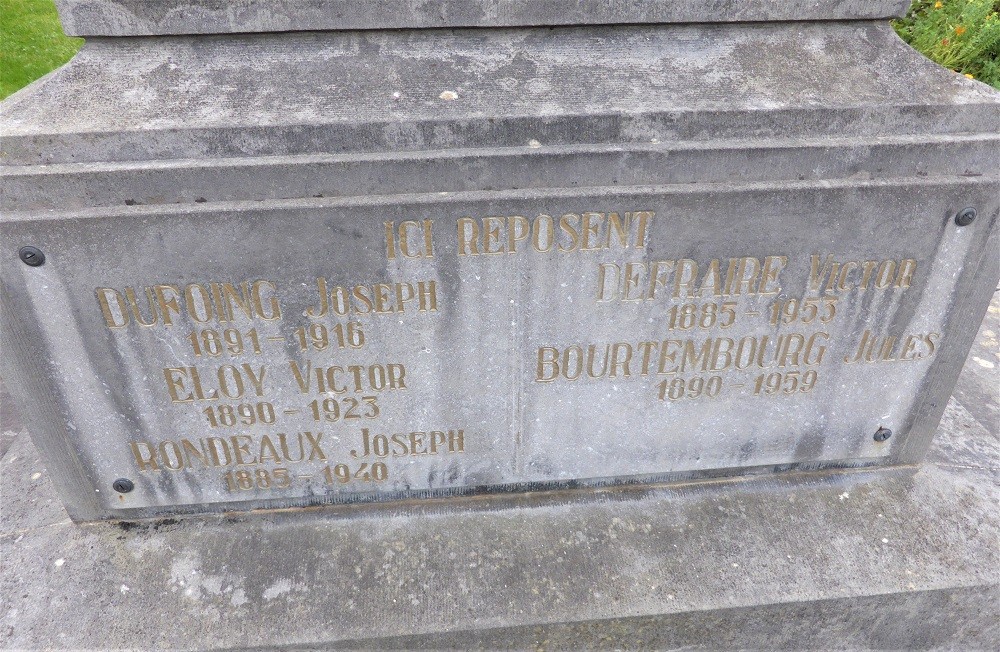 ICI REPOSENT
DUFOING JOSEPH
1891-1916
ELOY VICTOR
1890-1923
RONDEAUX JOSEPH
1885-1940
DEFRAIRE VICTOR
1885-1953
BOURTEMBOURG JULES
1890-1959